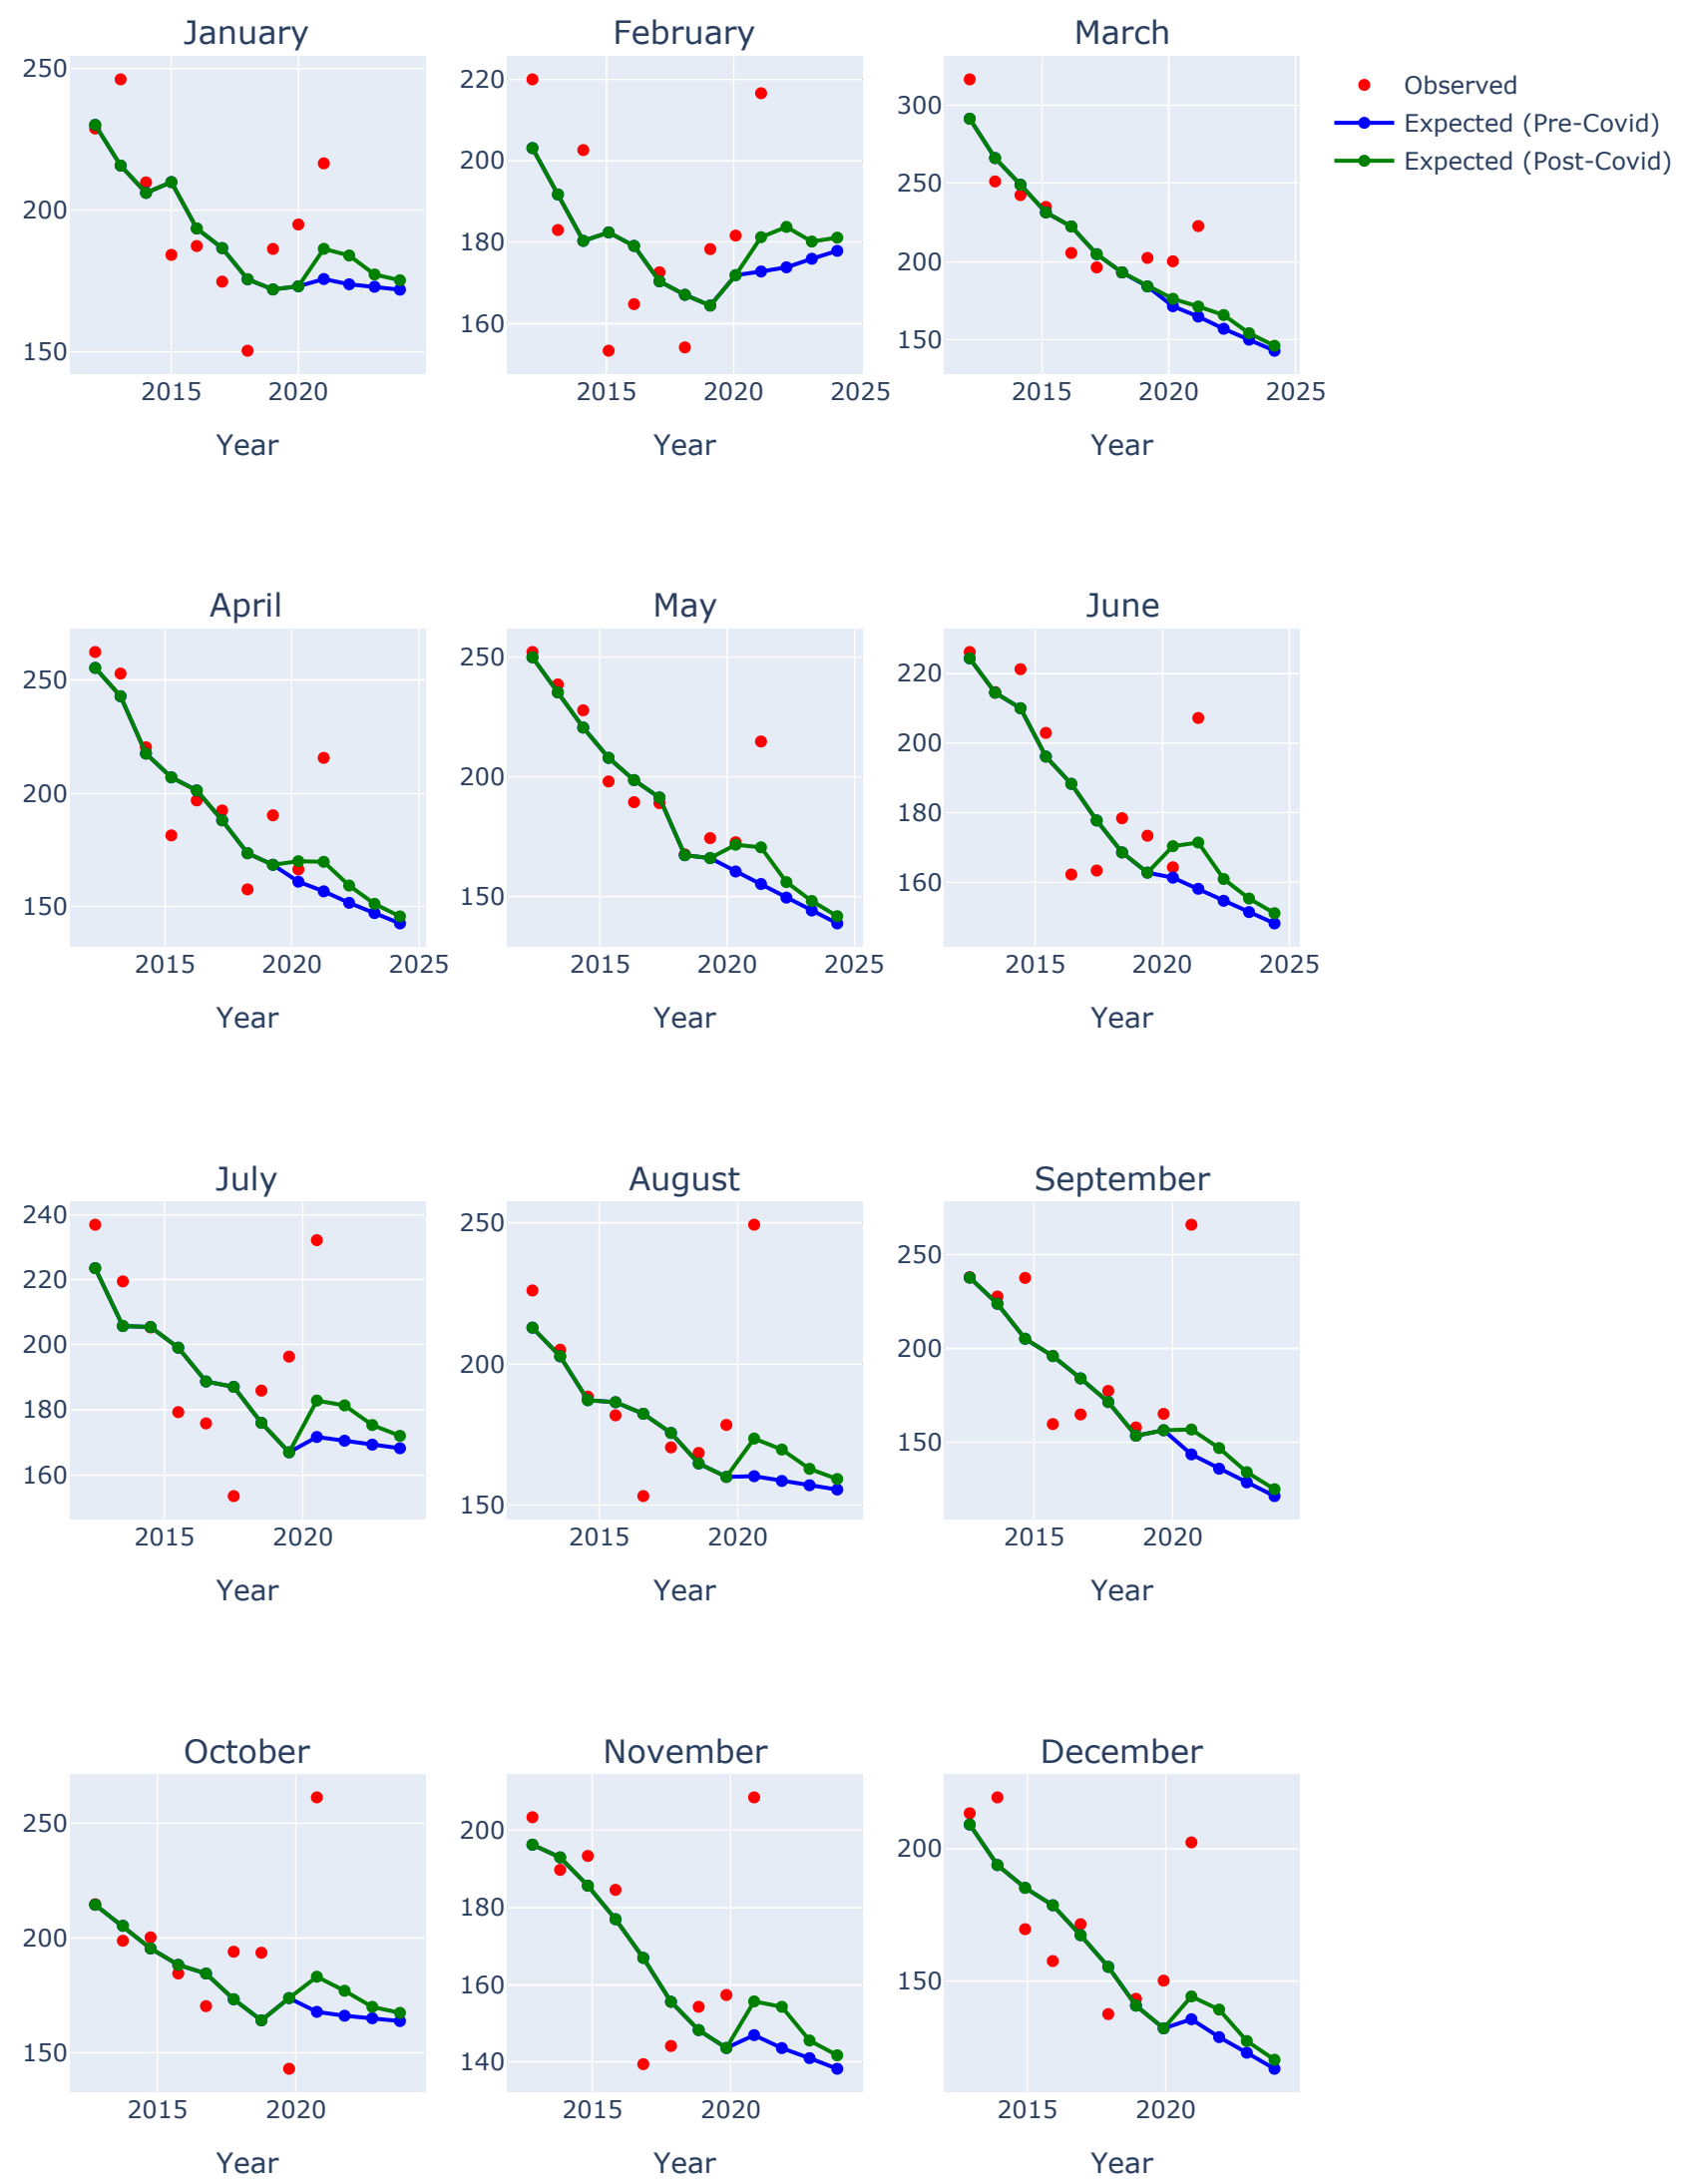 January
February
March
Observed
Expected (Pre-Covid)
Expected (Post-Covid)
250
200
150
2015
2020
Year
220
200
180
160
2015
2020
2025
Year
300
250
200
150
2015
2020
2025
Year
April
May
June
250
200
150
2015
2020
2025
Year
250
200
150
2015
2020
2025
Year
220
200
180
160
2015
2020
2025
Year
July
August
September
240
220
200
180
160
2015
2020
Year
250
200
150
2015
2020
Year
250
200
150
2015
2020
Year
October
November
December
250
200
150
2015
2020
Year
200
180
160
140
2015
2020
Year
200
150
2015
2020
Year